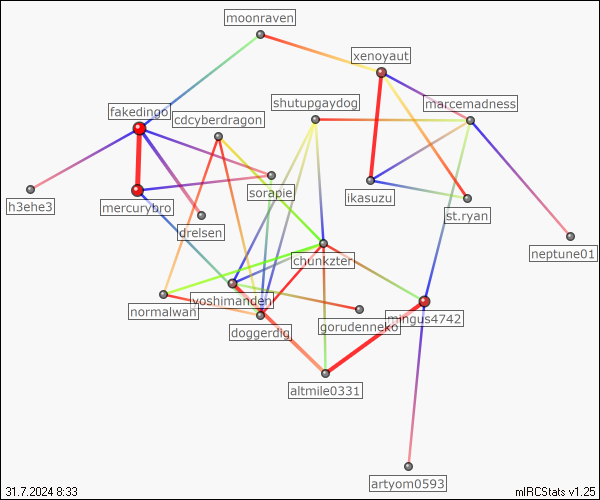 moonraven
xenoyaut
shutupgaydog
marcemadness
fakedingo
cdcyberdragon
sorapie
ikasuzu
h3ehe3
mercurybro
st.ryan
drelsen
neptune01
chunkzter
yoshimanden
normalwan
gorudenneko
mingus4742
doggerdig
altmile0331
artyom0593
31.7.2024 8:33
mIRCStats v1.25